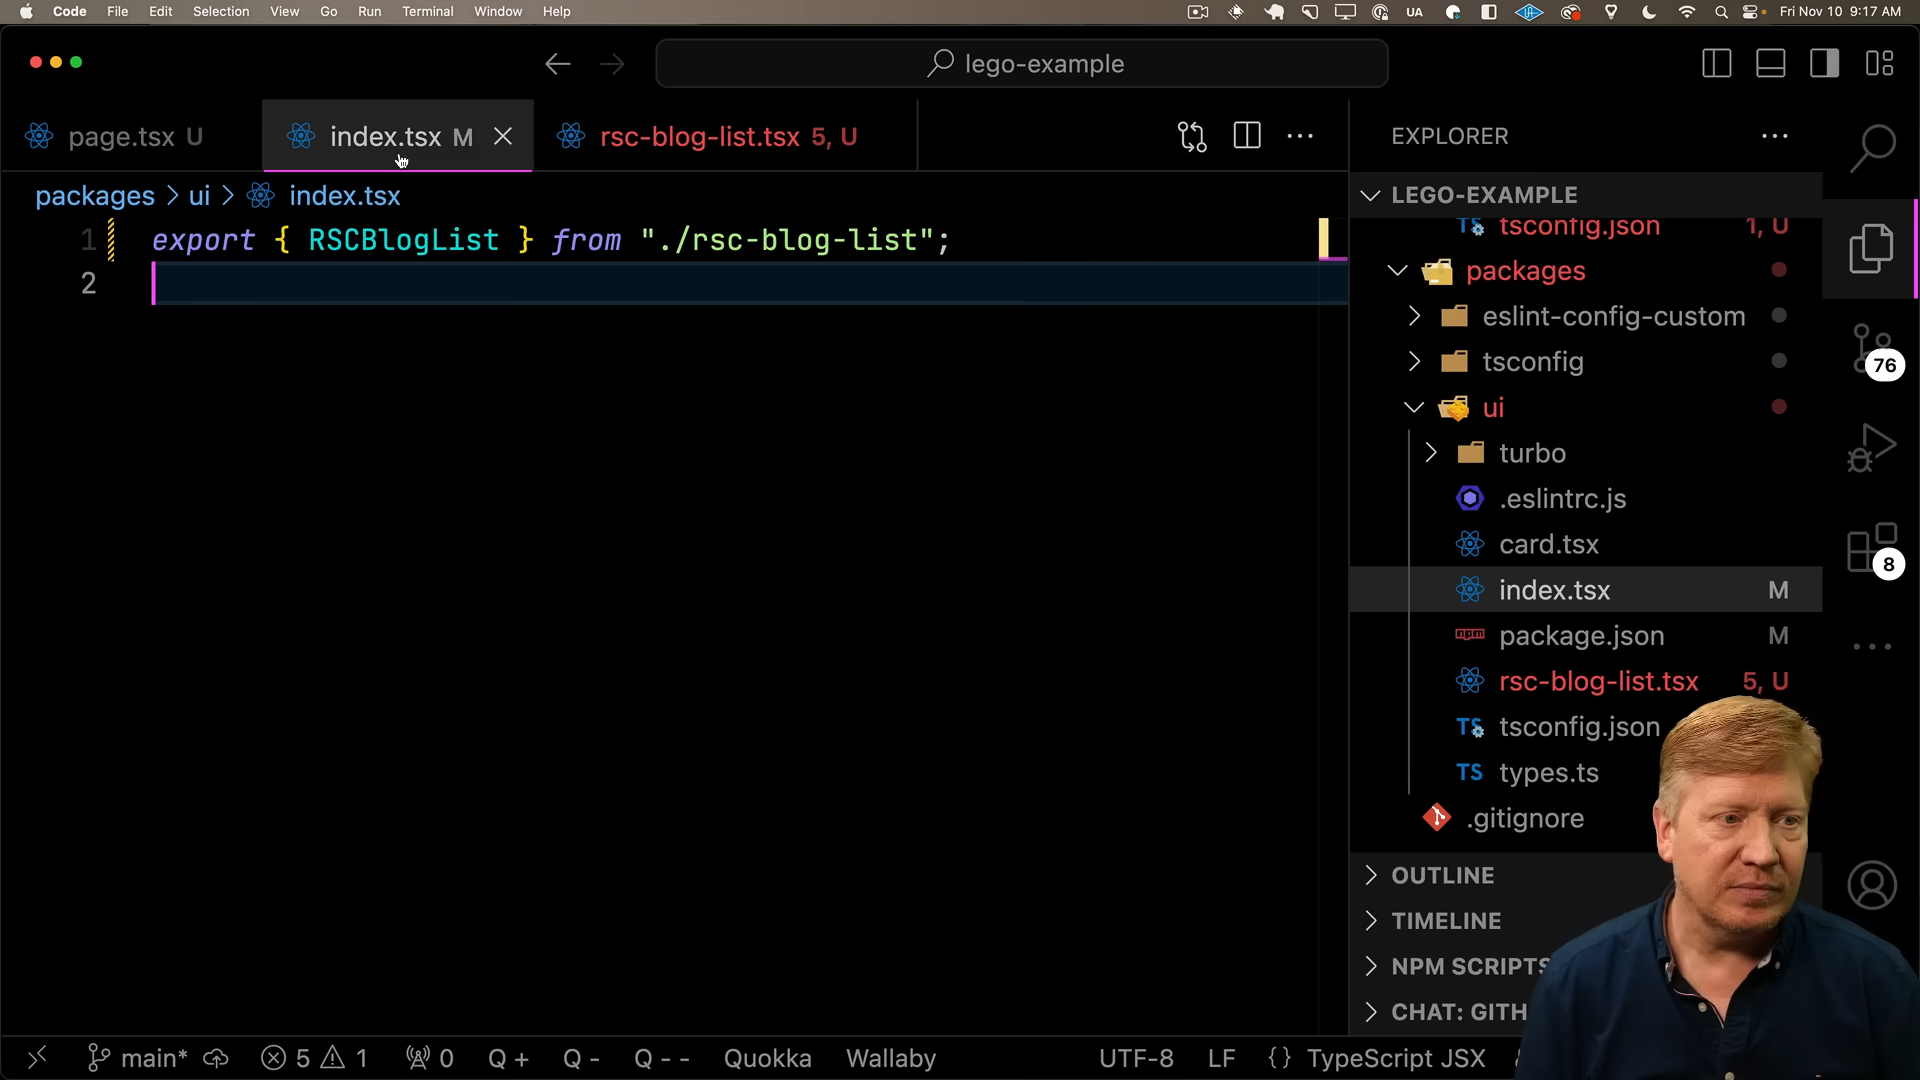 Code File Edit Selection View Go Run Terminal Window Help
UA
Fri Nov 10 9:17 AM
lego-example
page.tsx U
index.tsx M
rsc-blog-list.tsx 5, U
packages > ui > index.tsx
1 export { RSCBlogList } from "./rsc-blog-list";
2
EXPLORER
LEGO-EXAMPLE
tsconfig.json 1, U
packages
eslint-config-custom
tsconfig
ui
turbo
.eslintrc.js
card.tsx
index.tsx M
package.json M
rsc-blog-list.tsx 5, U
tsconfig.json
types.ts
.gitignore
OUTLINE
TIMELINE
NPM SCRIPTS
CHAT: GITH
76
8
main* 5 1 0 Q + Q - Q - - Quokka Wallaby
UTF-8 LF {} TypeScript JSX